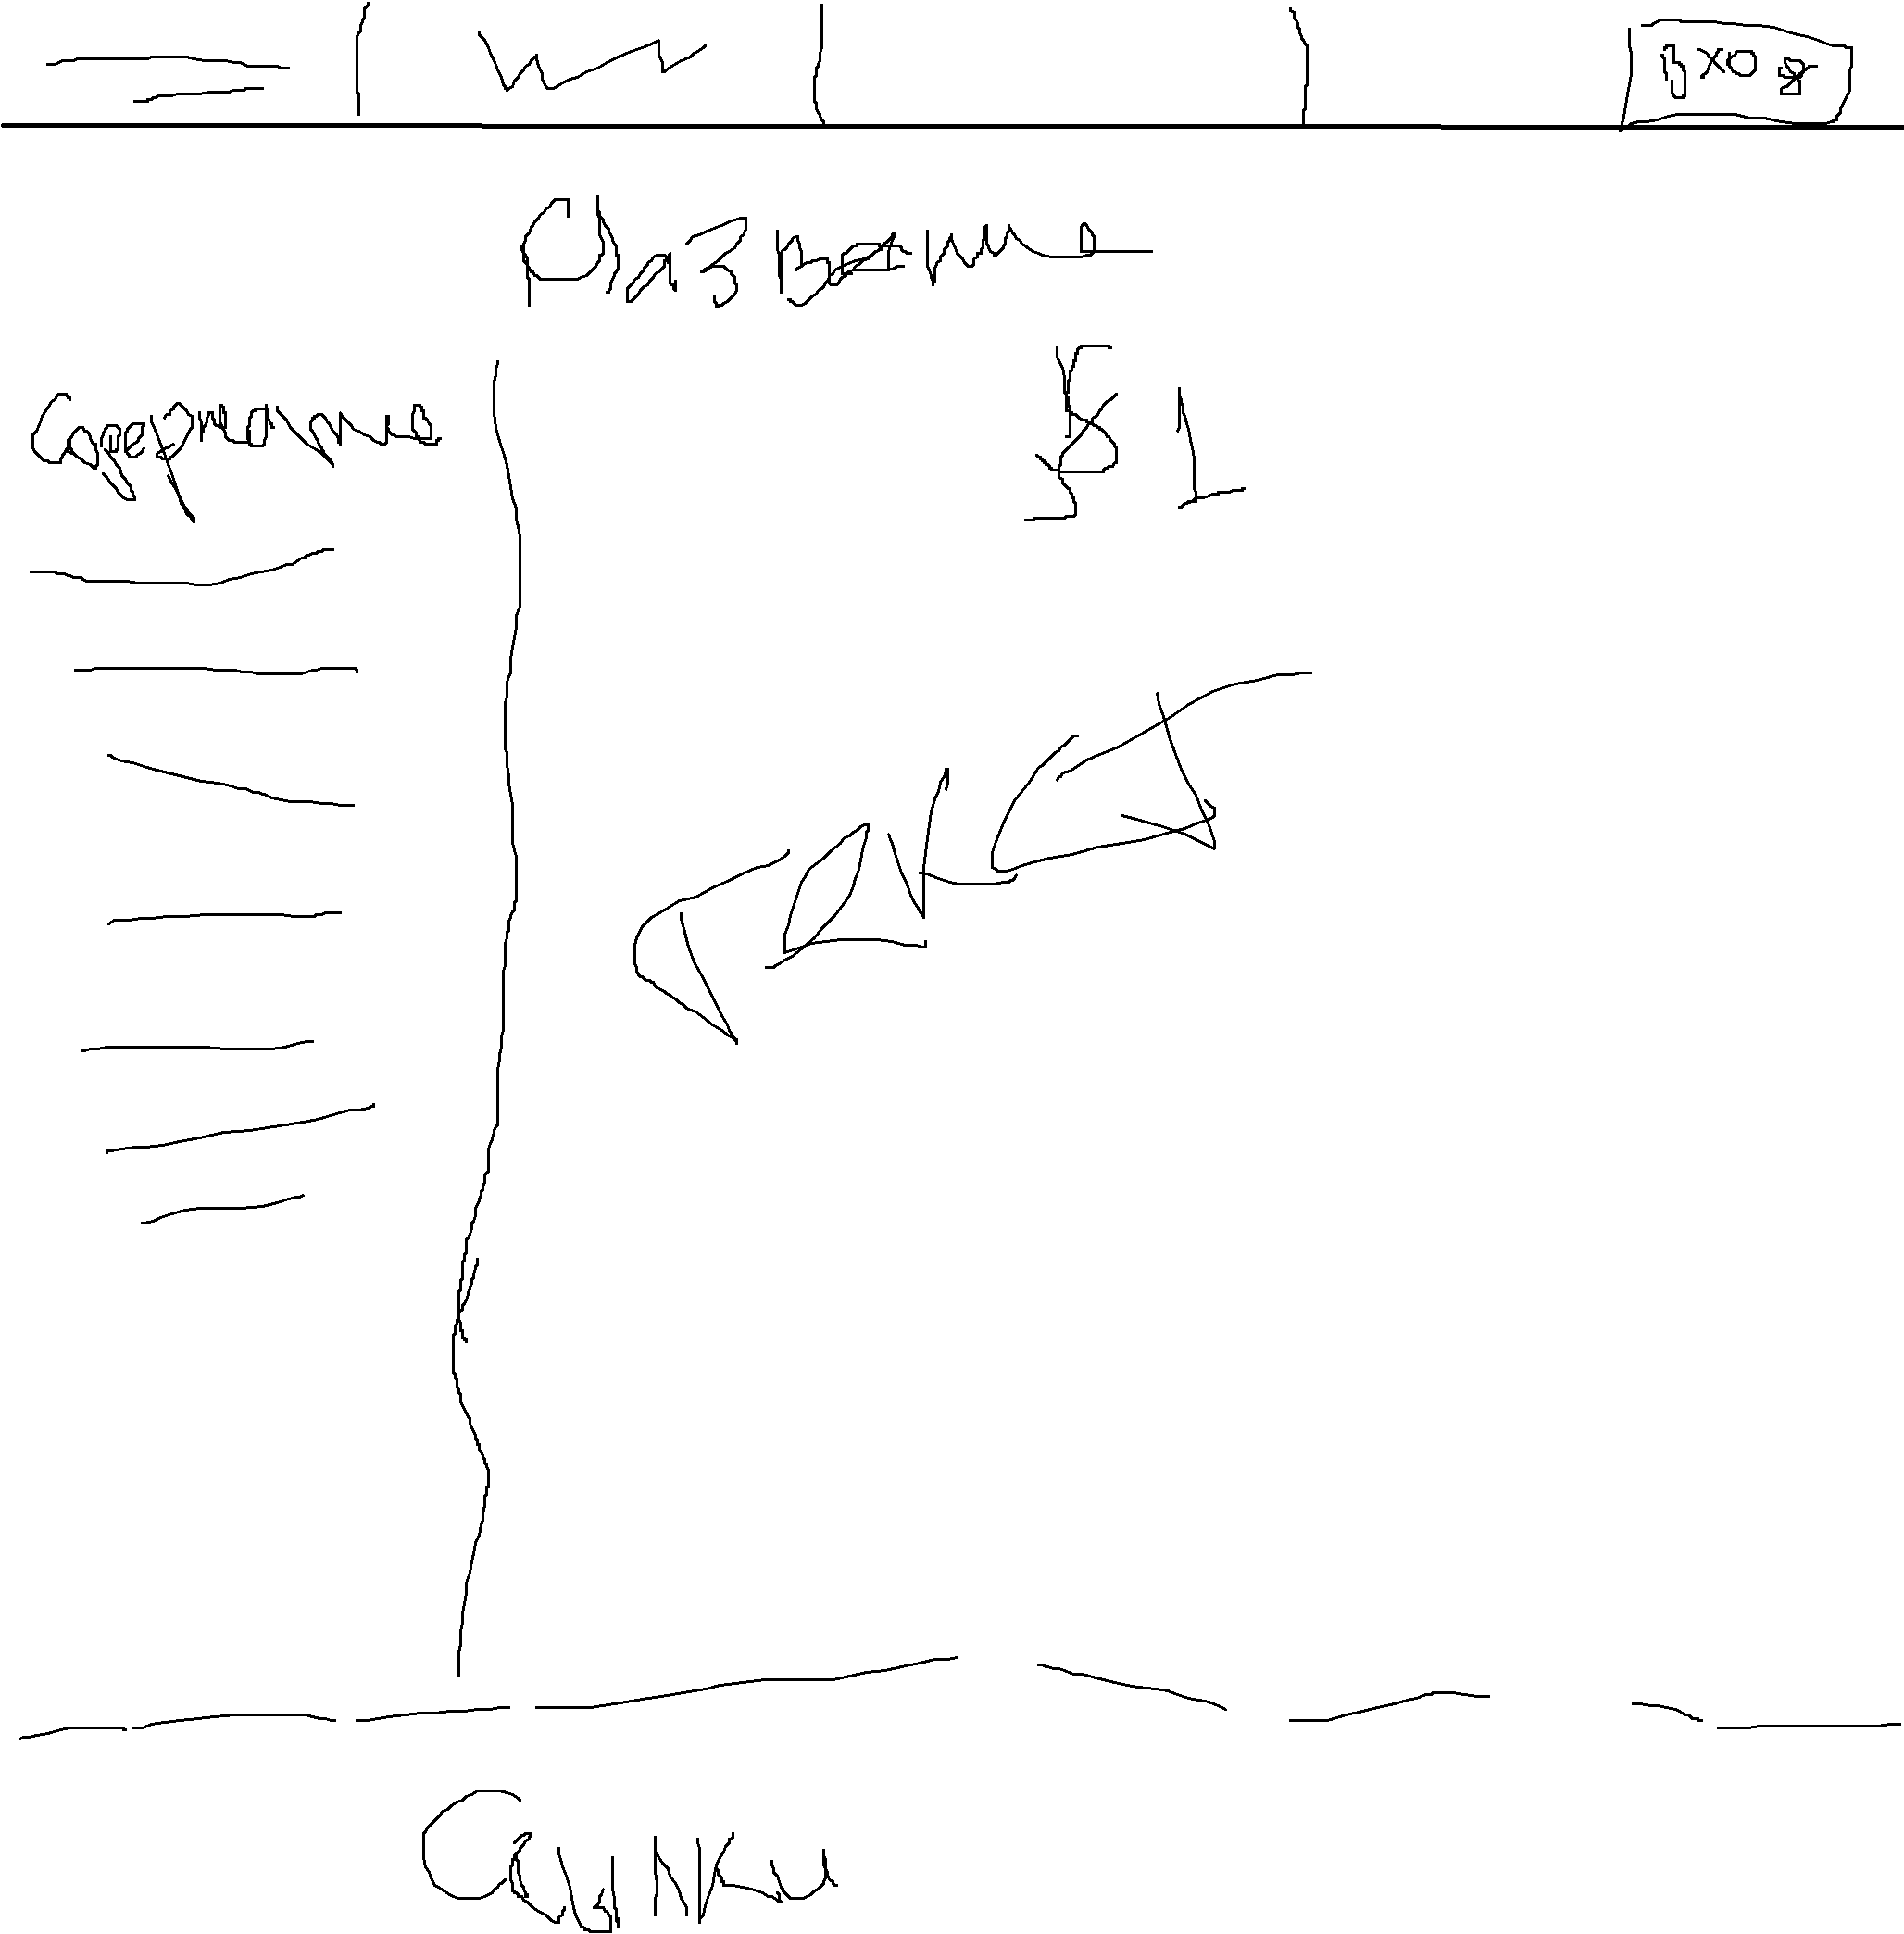 вход
Название
Содержание
§ 1
Текст
Ссылки